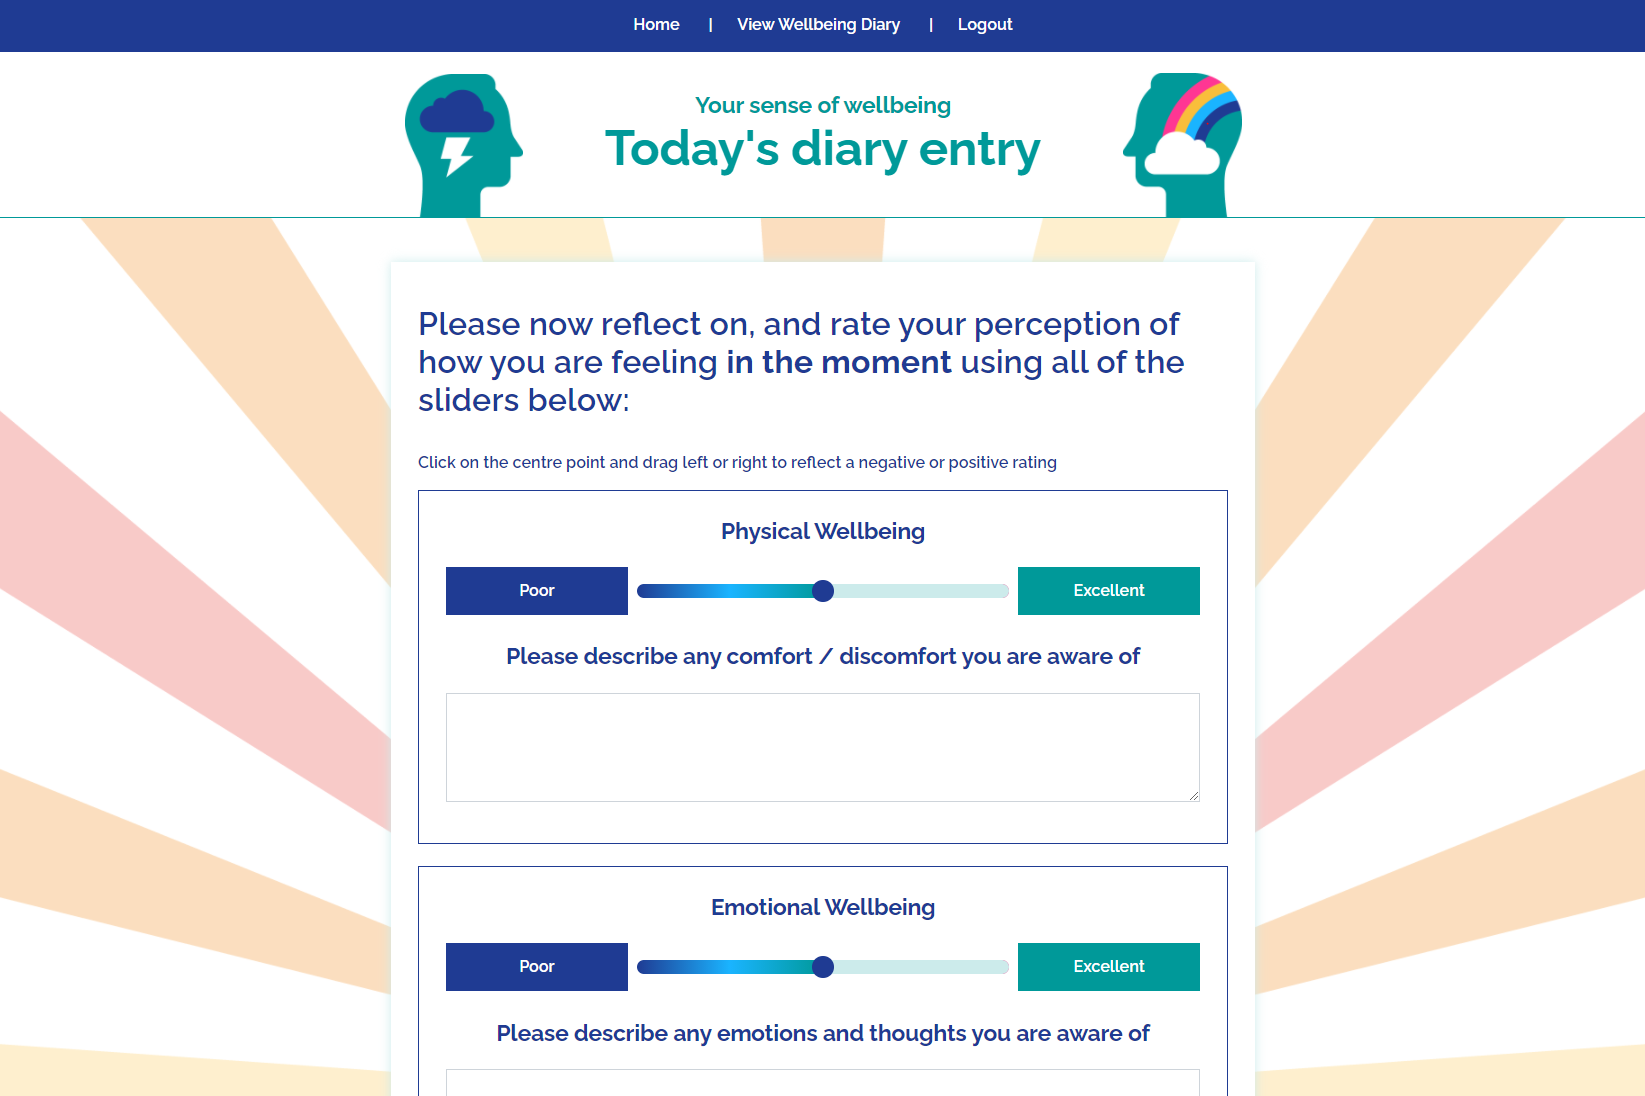 Home | View Wellbeing Diary | Logout
Your sense of wellbeing
Today's diary entry
Please now reflect on, and rate your perception of
how you are feeling in the moment using all of the
sliders below:
Click on the centre point and drag left or right to reflect a negative or positive rating
Physical Wellbeing
Poor
Excellent
Please describe any comfort / discomfort you are aware of
Emotional Wellbeing
Poor
Excellent
Please describe any emotions and thoughts you are aware of